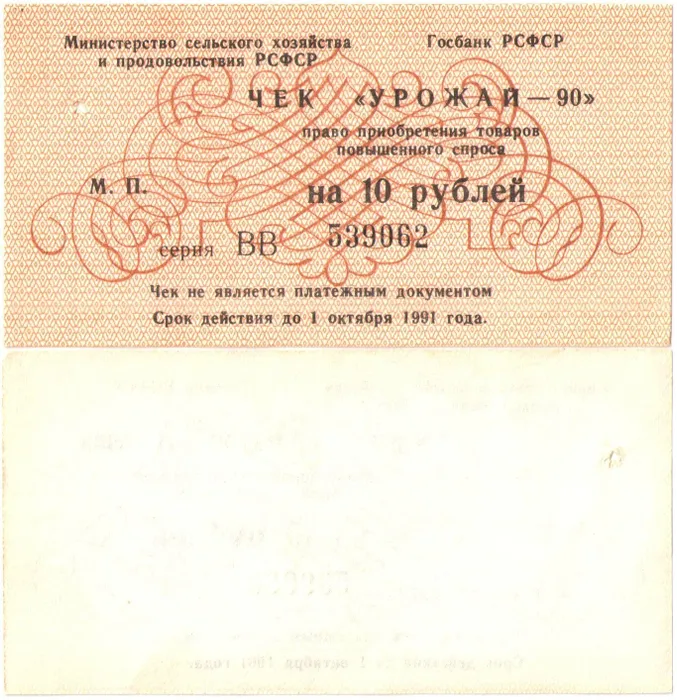 Министерство сельского хозяйства
и продовольствия РСФСР
Госбанк РСФСР
ЧЕК «УРОЖАЙ — 90»
право приобретения товаров
повышенного спроса
М. П.
на 10 рублей
серия ВВ 539062
Чек не является платежным документом
Срок действия до 1 октября 1991 года.
13